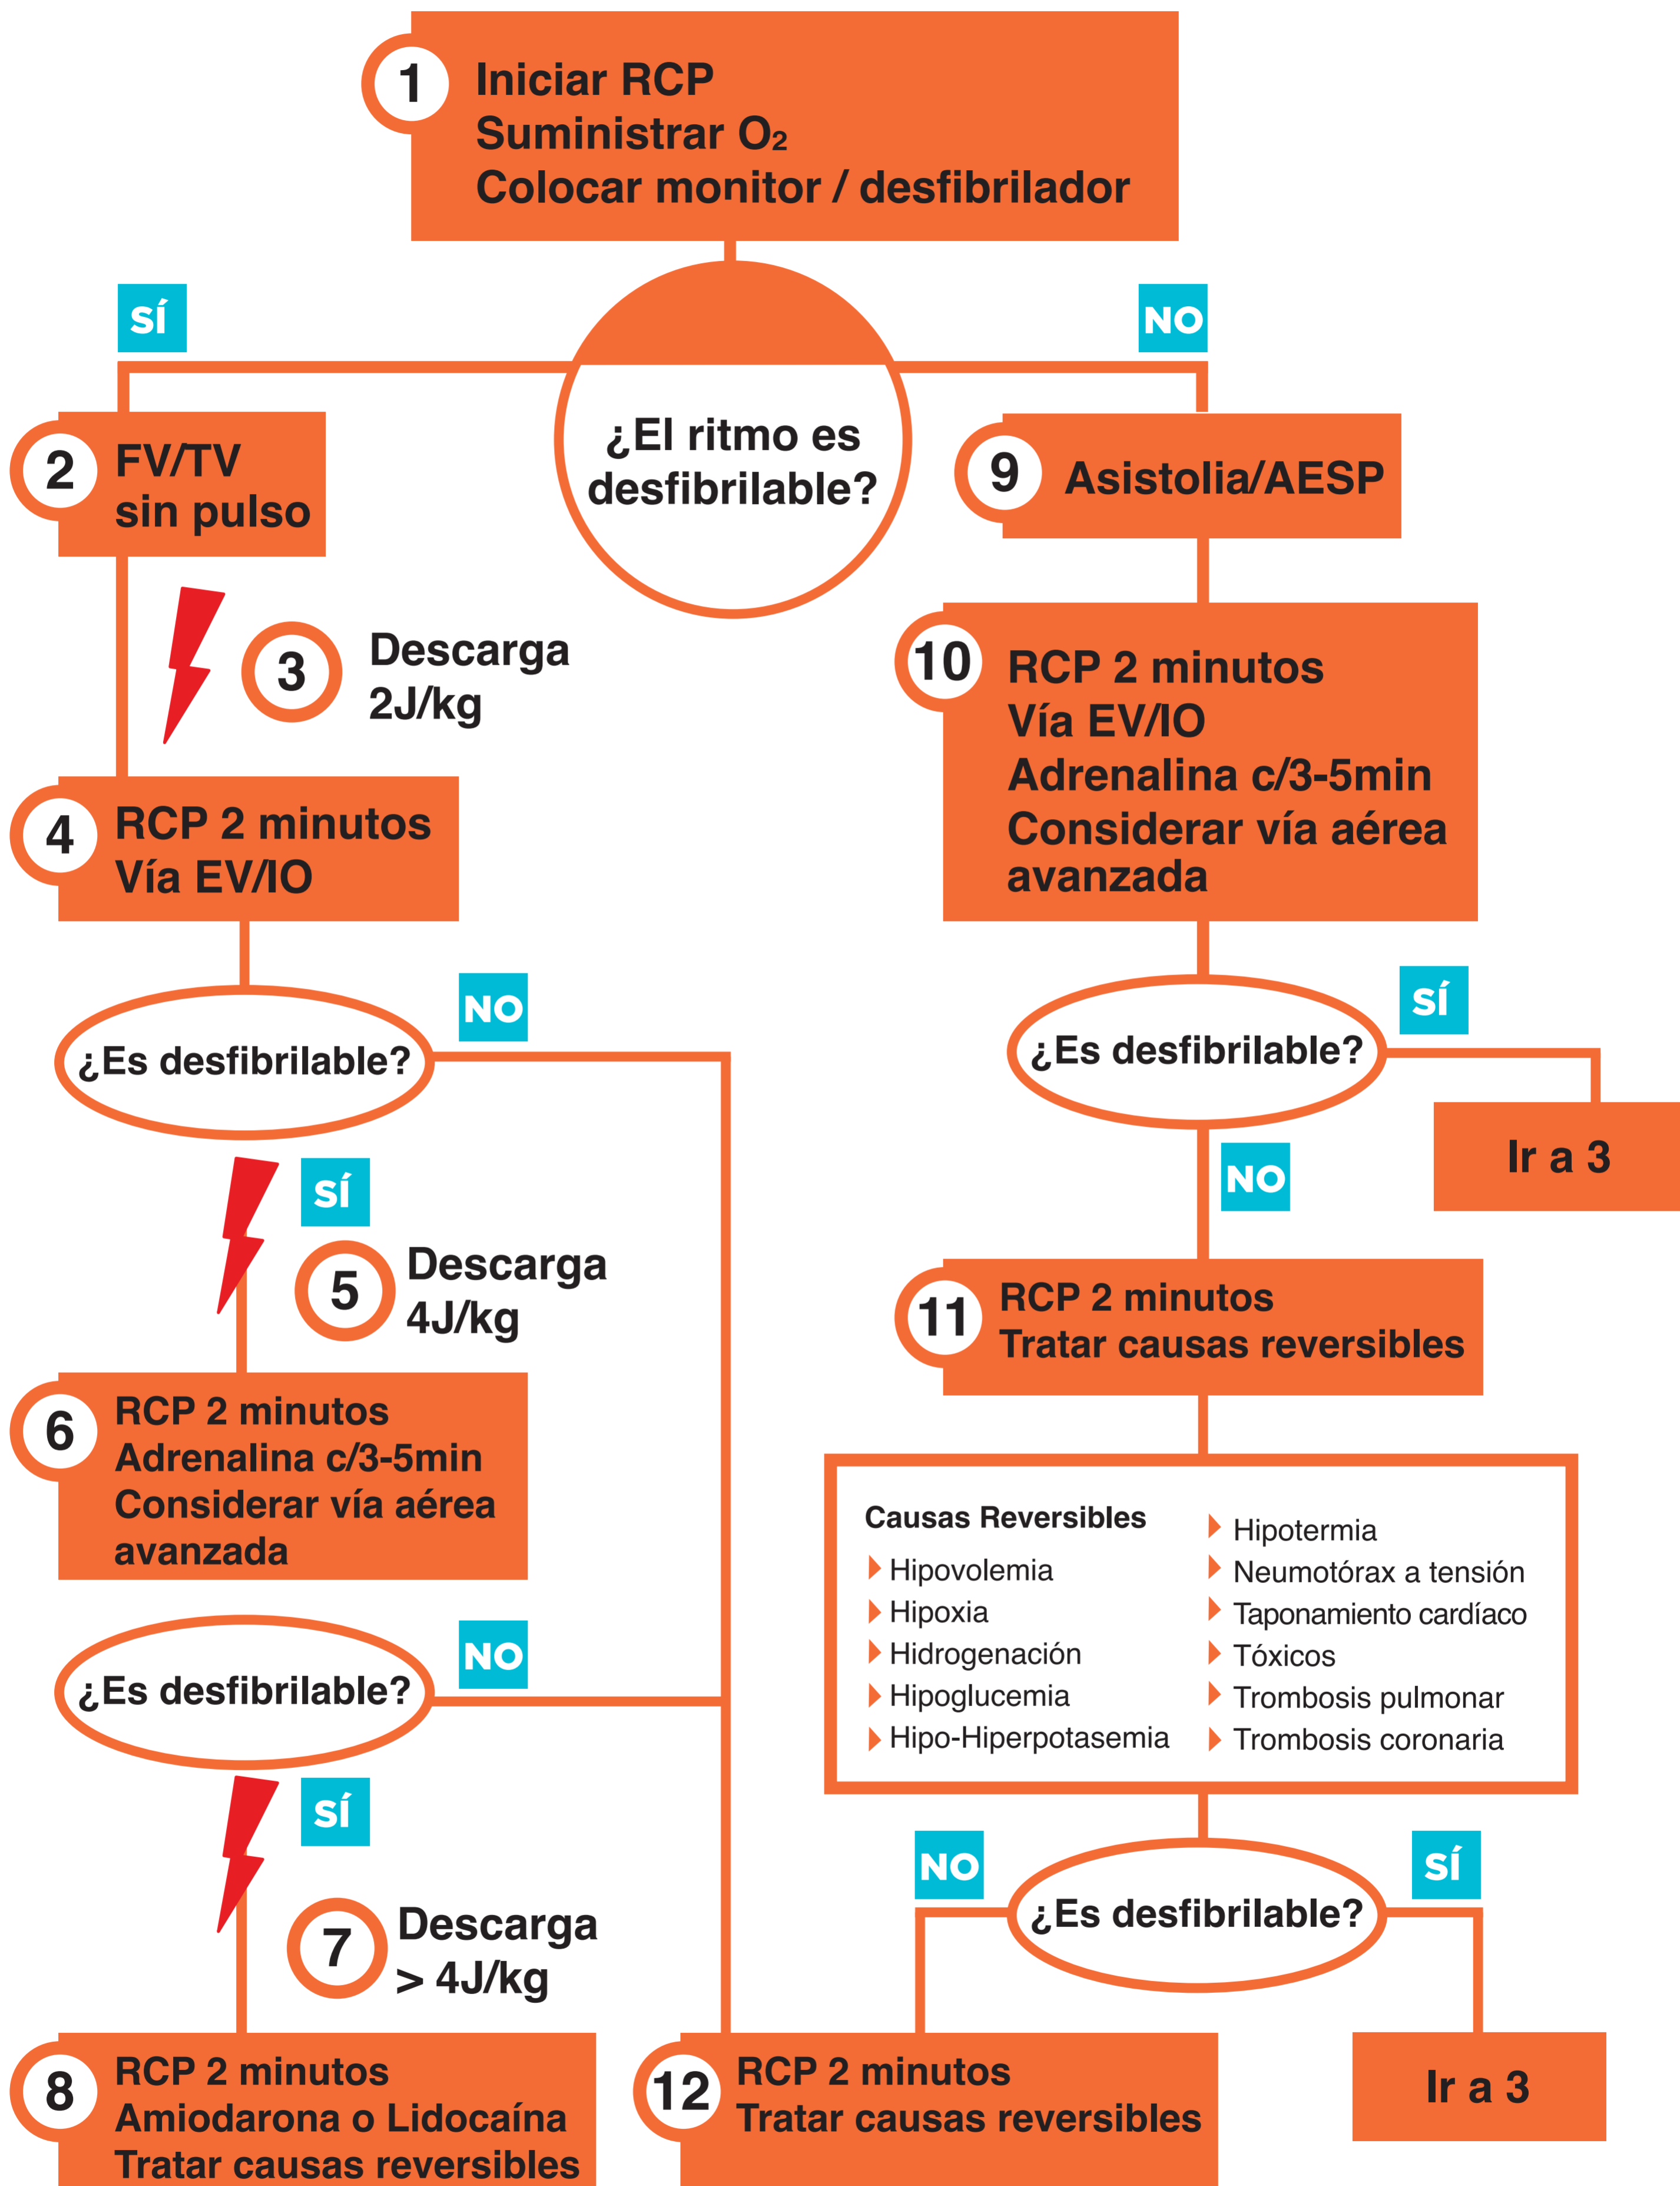 1
Iniciar RCP
Suministrar O₂
Colocar monitor / desfibrilador
SÍ
NO
¿El ritmo es
desfibrilable?
2
FV/TV
sin pulso
3
Descarga
2J/kg
4
RCP 2 minutos
Vía EV/IO
¿Es desfibrilable?
NO
SÍ
5
Descarga
4J/kg
6
RCP 2 minutos
Adrenalina c/3-5min
Considerar vía aérea
avanzada
¿Es desfibrilable?
NO
SÍ
7
Descarga
> 4J/kg
8
RCP 2 minutos
Amiodarona o Lidocaína
Tratar causas reversibles
9
Asistolia/AESP
10
RCP 2 minutos
Vía EV/IO
Adrenalina c/3-5min
Considerar vía aérea
avanzada
¿Es desfibrilable?
SÍ
Ir a 3
NO
11
RCP 2 minutos
Tratar causas reversibles
Causas Reversibles
Hipovolemia
Hipoxia
Hidrogenación
Hipoglucemia
Hipo-Hiperpotasemia
Hipotermia
Neumotórax a tensión
Taponamiento cardíaco
Tóxicos
Trombosis pulmonar
Trombosis coronaria
NO
SÍ
¿Es desfibrilable?
12
RCP 2 minutos
Tratar causas reversibles
Ir a 3